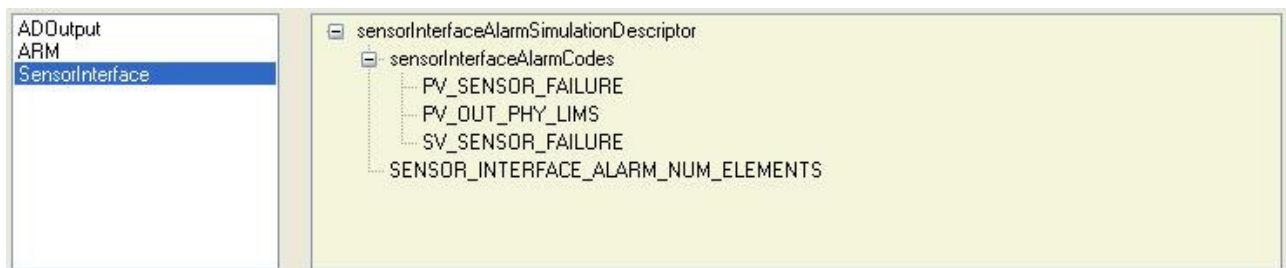 ADOutput
ARM
SensorInterface
sensorInterfaceAlarmSimulationDescriptor
sensorInterfaceAlarmCodes
PV_SENSOR_FAILURE
PV_OUT_PHY_LIMS
SV_SENSOR_FAILURE
SENSOR_INTERFACE_ALARM_NUM_ELEMENTS